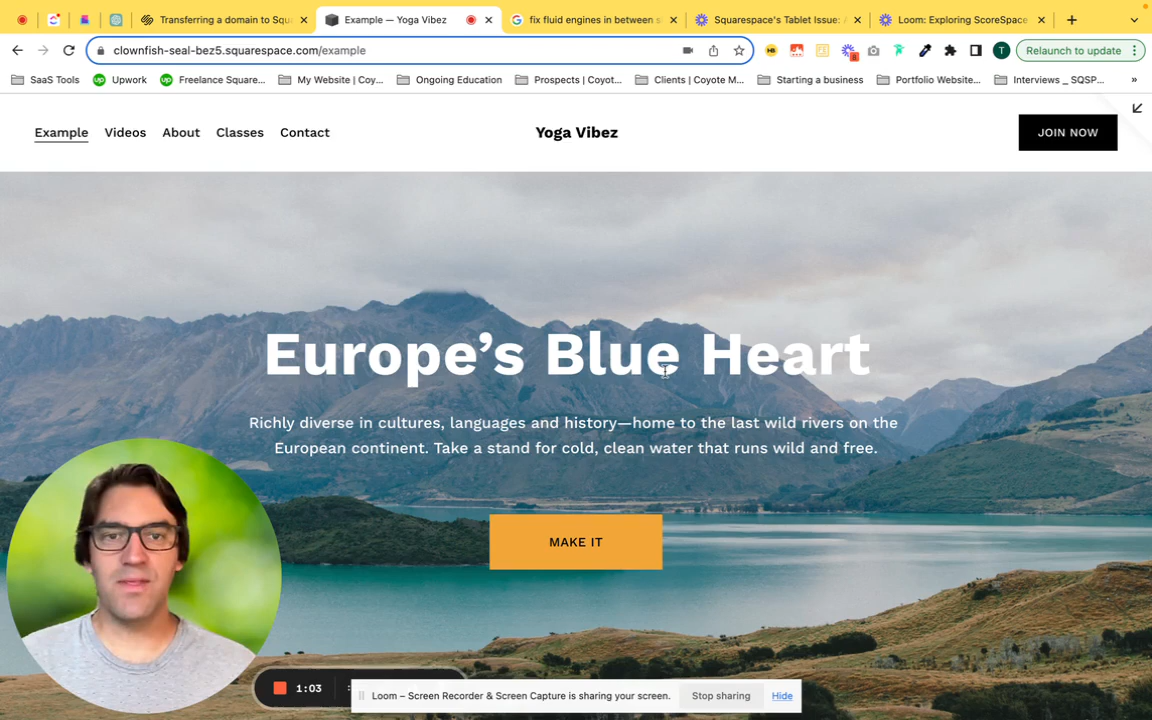 Transferring a domain to Squa
Example — Yoga Vibez
fix fluid engines in between s
Squarespace's Tablet Issue: A
Loom: Exploring ScoreSpace
clownfish-seal-bez5.squarespace.com/example
8
T
Relaunch to update
SaaS Tools
Upwork
Freelance Square...
My Website | Coy...
Ongoing Education
Prospects | Coyot...
Clients | Coyote M...
Starting a business
Portfolio Website...
Interviews _ SQSP...
»
Example
Videos
About
Classes
Contact
Yoga Vibez
JOIN NOW
Europe’s Blue Heart
Richly diverse in cultures, languages and history—home to the last wild rivers on the
European continent. Take a stand for cold, clean water that runs wild and free.
MAKE IT
1:03
Loom – Screen Recorder & Screen Capture is sharing your screen.
Stop sharing
Hide